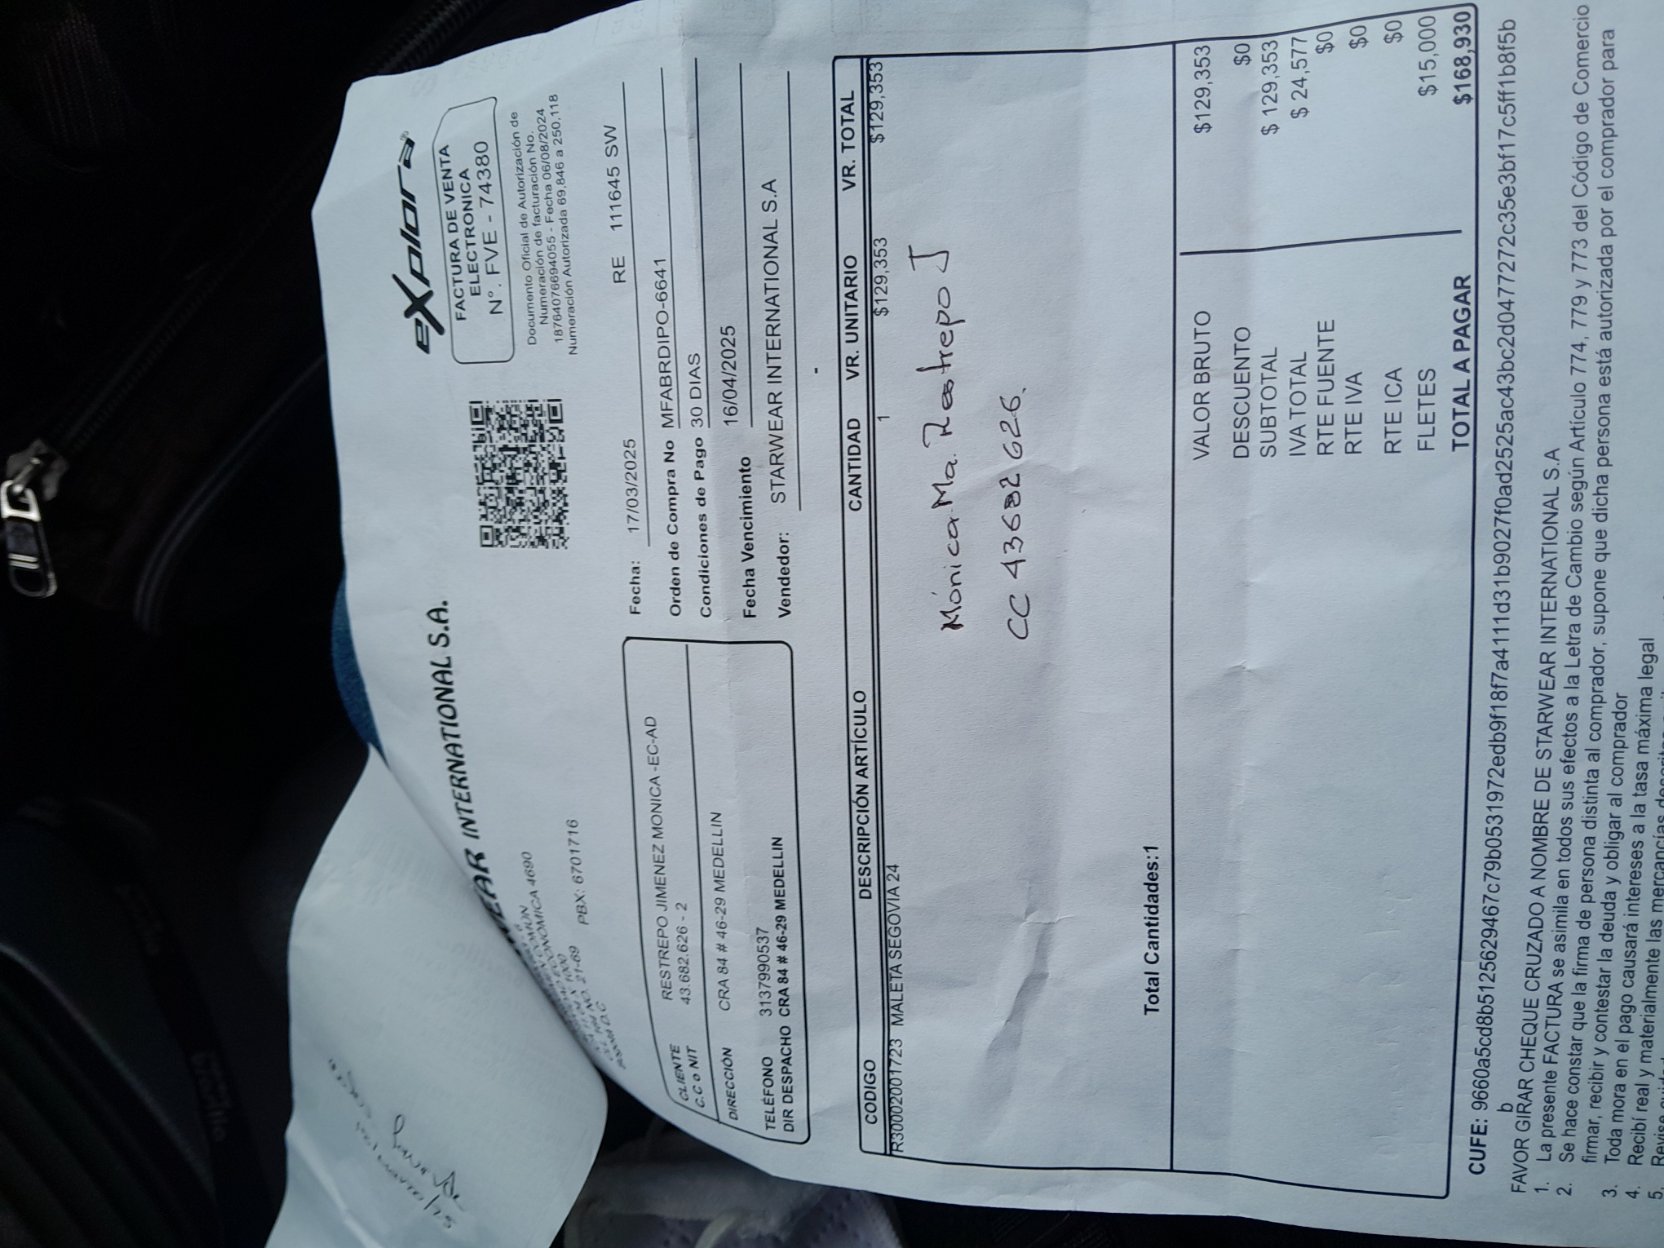 WEAR INTERNATIONAL S.A.
PBX: 6701716
eXplora
FACTURA DE VENTA
ELECTRONICA
N°. FVE - 74380
Documento Oficial de Autorización de
Numeración de facturación No.
18764076694055 - Fecha 06/08/2024
Numeración Autorizada 69.846 a 250.118
RE 111645 SW
CLIENTE RESTREPO JIMENEZ MONICA -EC-AD
C.C o NIT 43.682.626 - 2
DIRECCIÓN CRA 84 # 46-29 MEDELLIN
TELÉFONO 3137990537
DIR DESPACHO CRA 84 # 46-29 MEDELLIN
Fecha: 17/03/2025
Orden de Compra No MFABRDIPO-6641
Condiciones de Pago 30 DIAS
Fecha Vencimiento 16/04/2025
Vendedor: STARWEAR INTERNATIONAL S.A
-
CODIGO DESCRIPCIÓN ARTÍCULO CANTIDAD VR. UNITARIO VR. TOTAL
R30002001723 MALETA SEGOVIA 24 1 $129,353 $129,353
Mónica Ma. Restrepo J
CC 43682626.
Total Cantidades:1
VALOR BRUTO $129,353
DESCUENTO $0
SUBTOTAL $ 129,353
IVA TOTAL $ 24,577
RTE FUENTE $0
RTE IVA $0
RTE ICA $0
FLETES $15,000
TOTAL A PAGAR $168,930
CUFE: 9660a5cd8b5125629467c79b0531972edb9f18f7a4111d31b9027f0ad2525ac43bc2d0477272c35e3bf17c5ff1b8f5b
b
FAVOR GIRAR CHEQUE CRUZADO A NOMBRE DE STARWEAR INTERNATIONAL S.A
1. La presente FACTURA se asimila en todos sus efectos a la Letra de Cambio según Artículo 774, 779 y 773 del Código de Comercio
2. Se hace constar que la firma de persona distinta al comprador, supone que dicha persona está autorizada por el comprador para
firmar, recibir y contestar la deuda y obligar al comprador
3. Toda mora en el pago causará intereses a la tasa máxima legal
4. Recibí real y materialmente las mercancías
5.